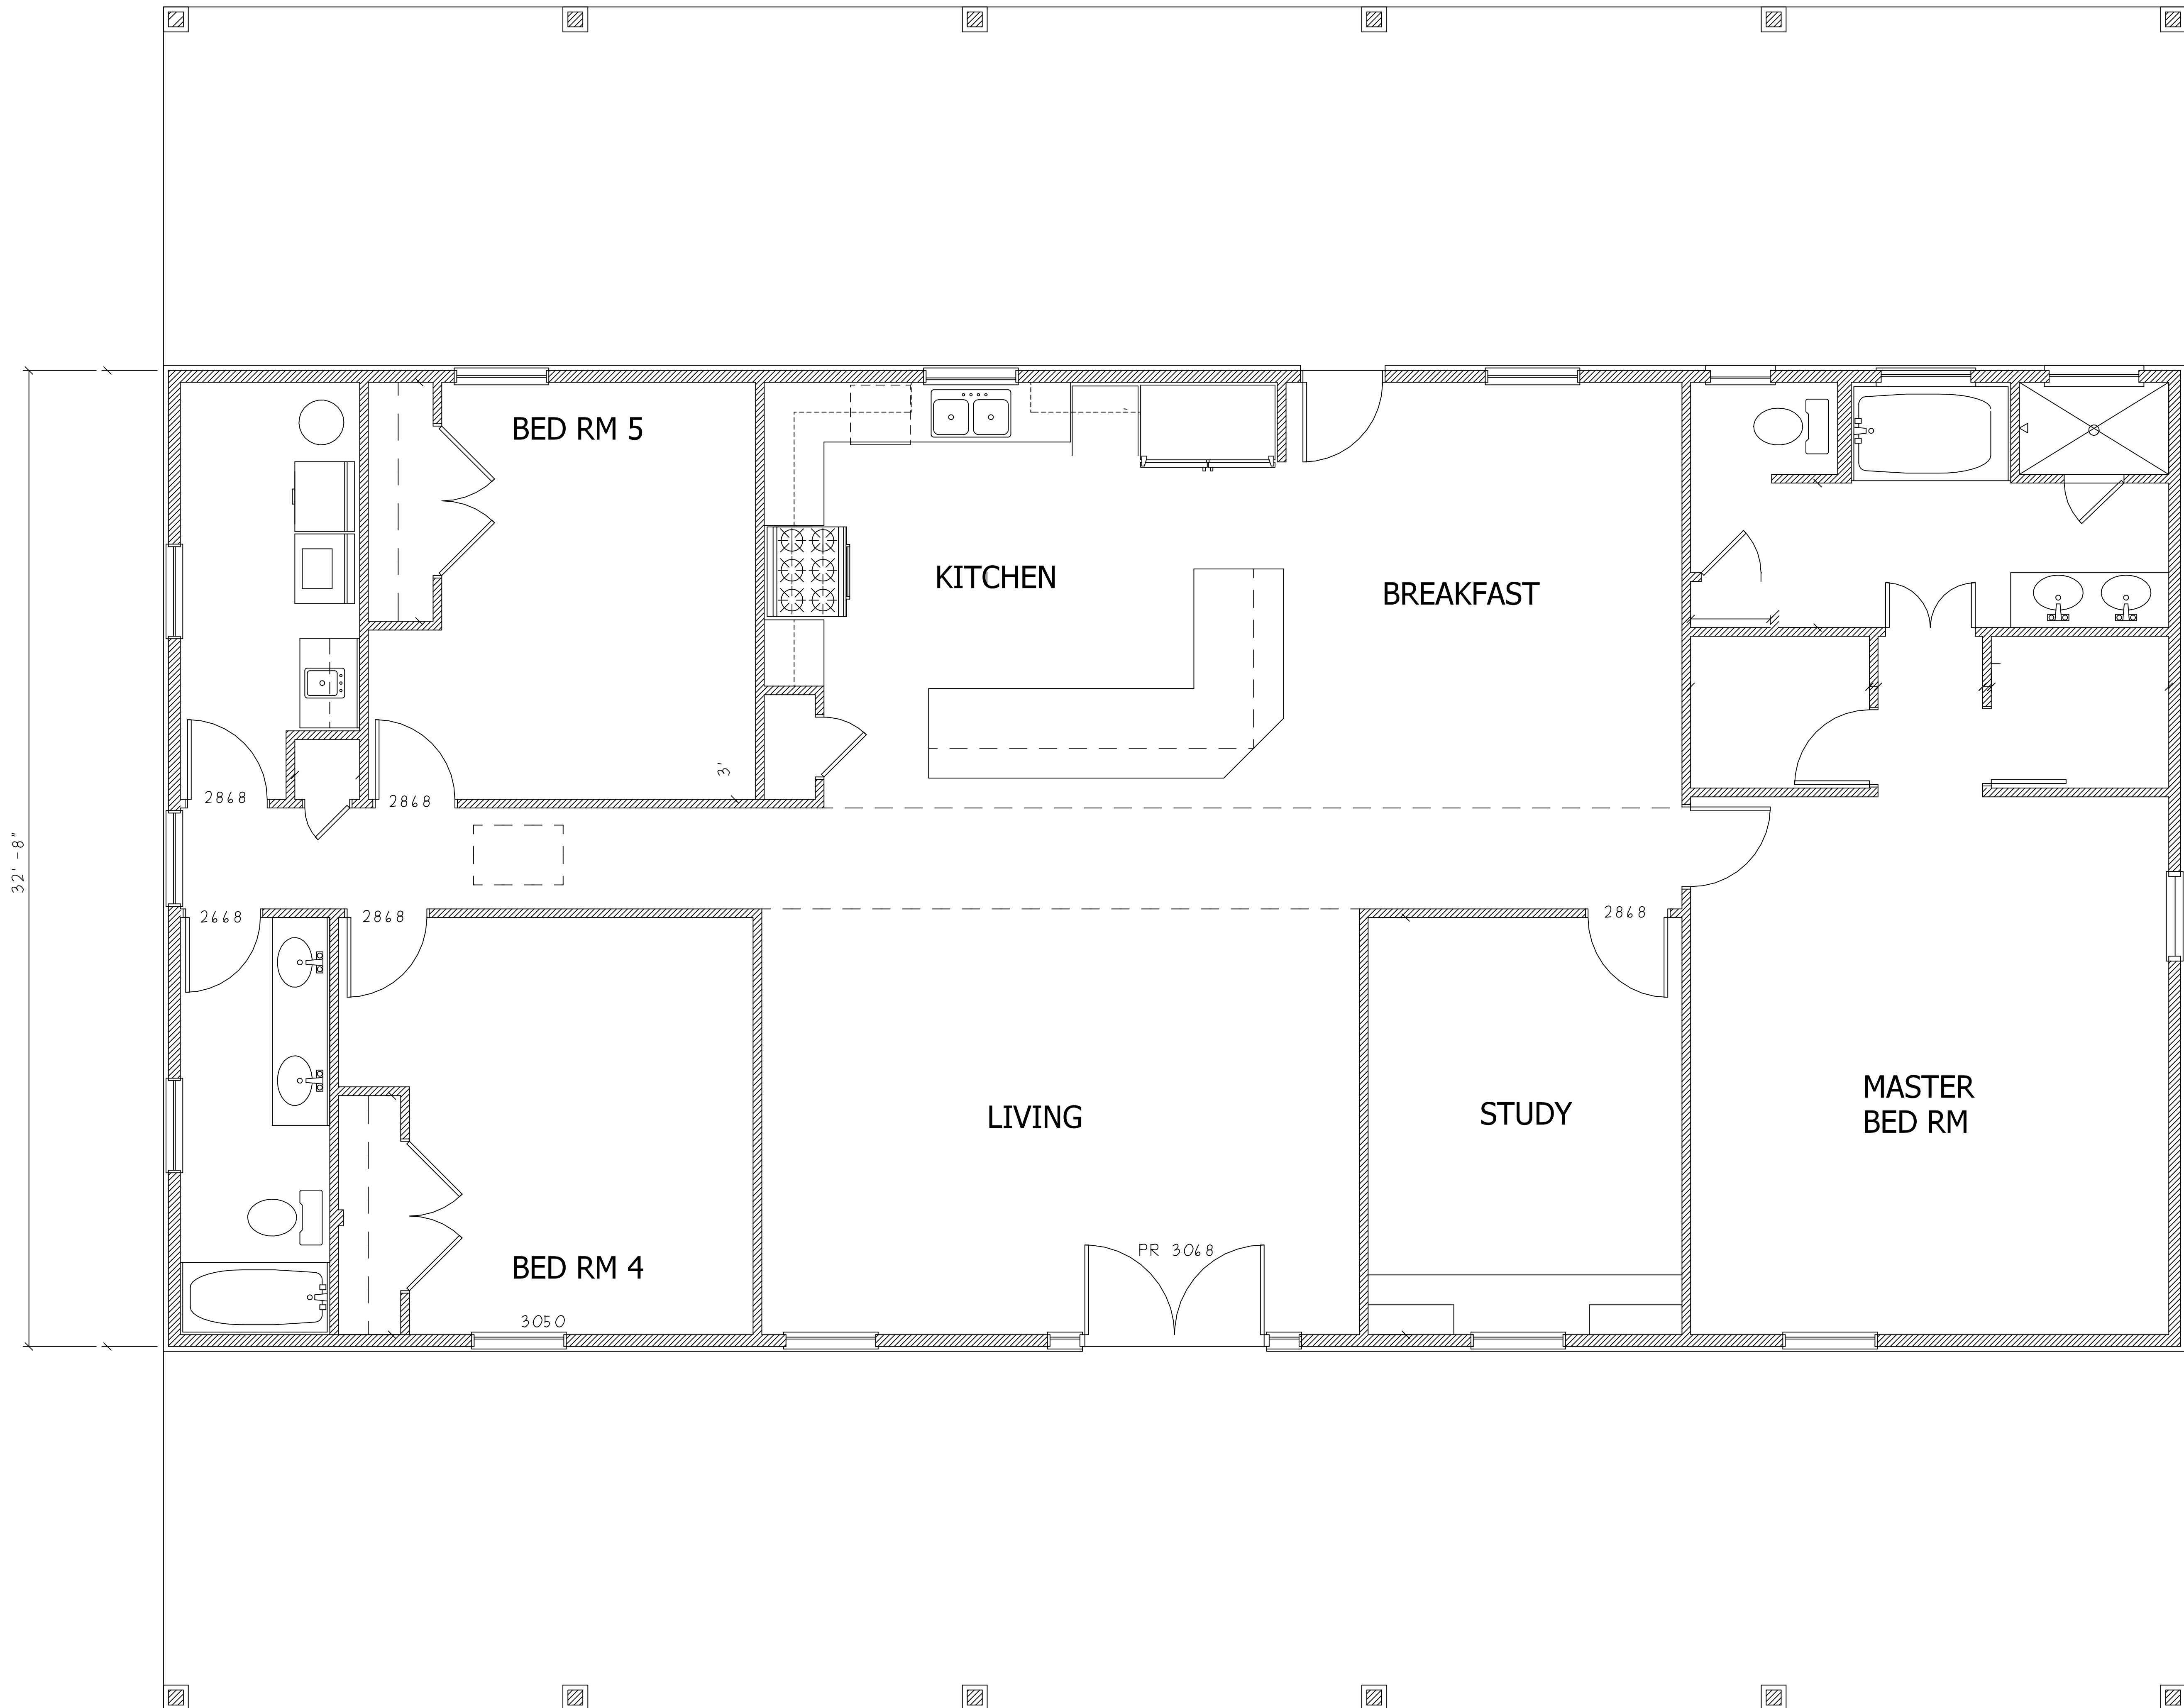 BED RM 5
KITCHEN
BREAKFAST
3'
2868
2868
32'-8"
2668
2868
2868
MASTER
BED RM
LIVING
STUDY
PR 3068
BED RM 4
3050